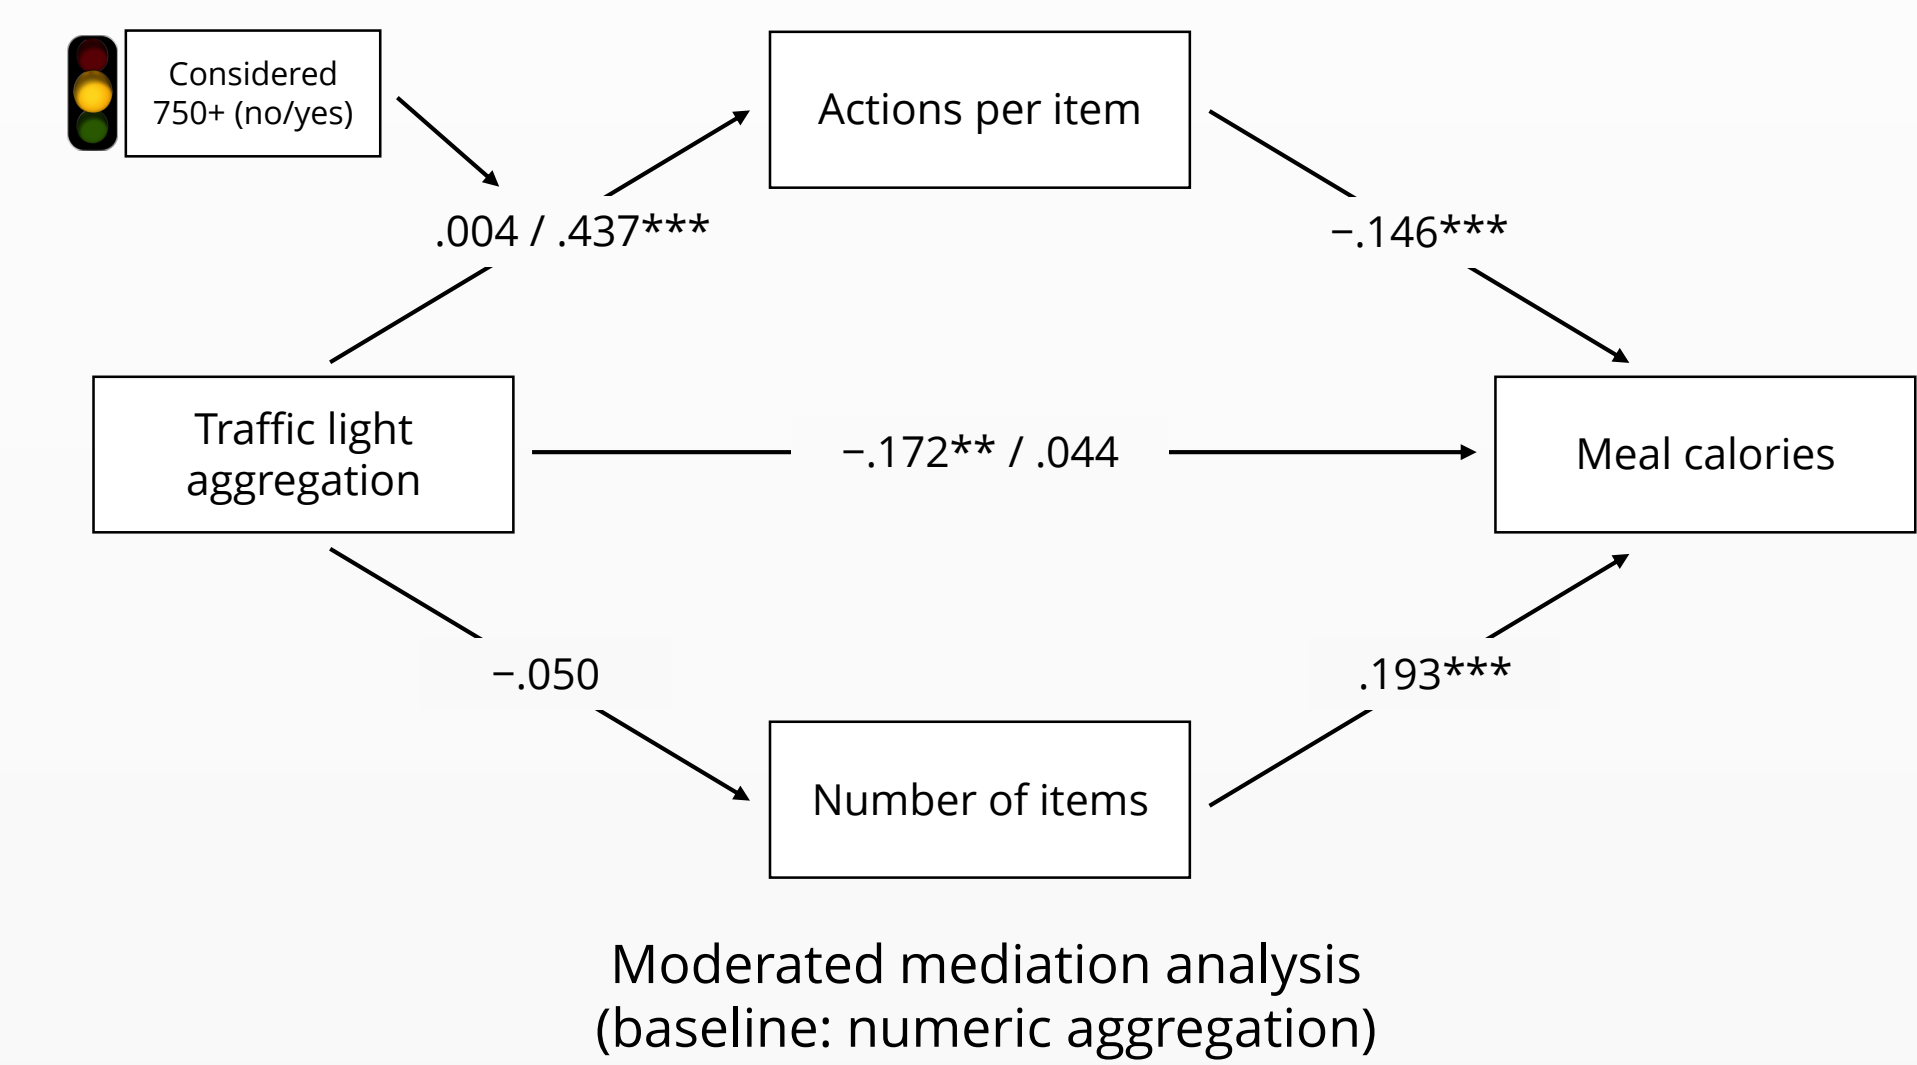 Considered
750+ (no/yes)
Actions per item
.004 / .437***
−.146***
Traffic light
aggregation
−.172** / .044
Meal calories
−.050
.193***
Number of items
Moderated mediation analysis
(baseline: numeric aggregation)